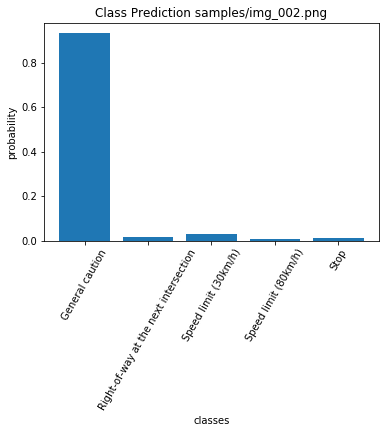 Class Prediction samples/img_002.png
probability
0.8
0.6
0.4
0.2
0.0
General caution
Right-of-way at the next intersection
Speed limit (30km/h)
Speed limit (80km/h)
Stop
classes